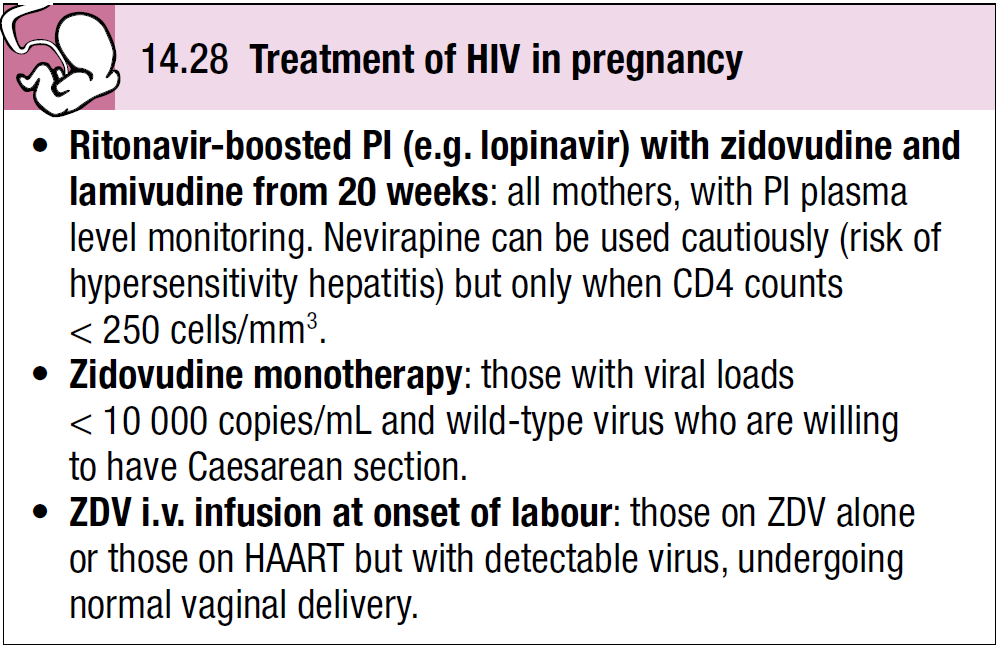 14.28 Treatment of HIV in pregnancy
• Ritonavir-boosted PI (e.g. lopinavir) with zidovudine and
lamivudine from 20 weeks: all mothers, with PI plasma
level monitoring. Nevirapine can be used cautiously (risk of
hypersensitivity hepatitis) but only when CD4 counts
< 250 cells/mm³.
• Zidovudine monotherapy: those with viral loads
< 10 000 copies/mL and wild-type virus who are willing
to have Caesarean section.
• ZDV i.v. infusion at onset of labour: those on ZDV alone
or those on HAART but with detectable virus, undergoing
normal vaginal delivery.